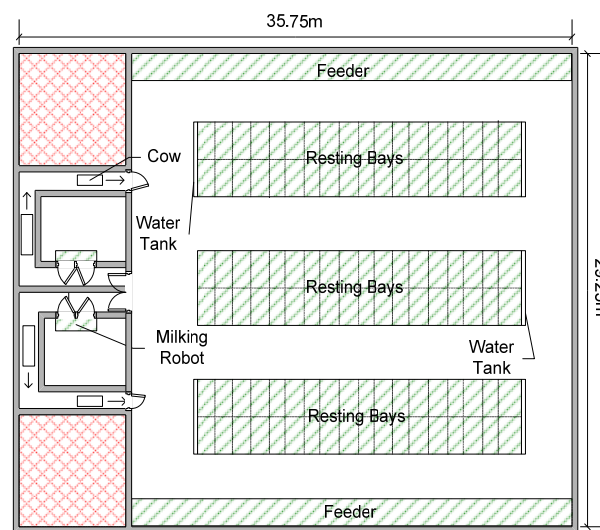 35.75m
Feeder
Cow
Resting Bays
Water
Tank
Resting Bays
Milking
Robot
Water
Tank
Resting Bays
Feeder